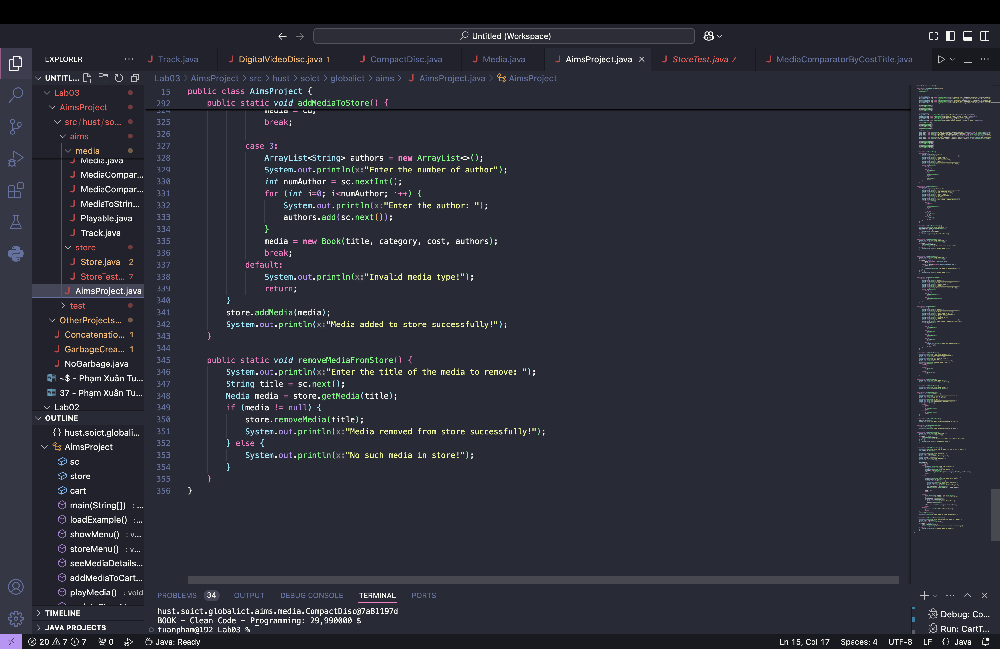 Untitled (Workspace)
EXPLORER
Track.java
DigitalVideoDisc.java 1
CompactDisc.java
Media.java
AimsProject.java
StoreTest.java 7
MediaComparatorByCostTitle.java
UNTITL...
Lab03 > AimsProject > src > hust > soict > globalict > aims > J AimsProject.java > AimsProject
Lab03
AimsProject
src/hust/so...
aims
media
Media.java
MediaCompar...
MediaCompar...
MediaToStrin...
Playable.java
Track.java
store
Store.java 2
StoreTest... 7
AimsProject.java
test
OtherProjects...
Concatenatio... 1
GarbageCrea... 1
NoGarbage.java
~$ - Phạm Xuân Tu...
37 - Phạm Xuân Tu...
Lab02
OUTLINE
{} hust.soict.globali...
AimsProject
sc
store
cart
main(String[]) : ...
loadExample() :...
showMenu() : v...
storeMenu() : v...
seeMediaDetails...
addMediaToCart...
playMedia() : void
TIMELINE
JAVA PROJECTS
15 public class AimsProject {
292 public static void addMediaToStore() {
324 media = cd;
325 break;
326
327 case 3:
328 ArrayList<String> authors = new ArrayList<>();
329 System.out.println(x:"Enter the number of author");
330 int numAuthor = sc.nextInt();
331 for (int i=0; i<numAuthor; i++) {
332 System.out.println(x:"Enter the author: ");
333 authors.add(sc.next());
334 }
335 media = new Book(title, category, cost, authors);
336 break;
337 default:
338 System.out.println(x:"Invalid media type!");
339 return;
340 }
341 store.addMedia(media);
342 System.out.println(x:"Media added to store successfully!");
343 }
344
345 public static void removeMediaFromStore() {
346 System.out.println(x:"Enter the title of the media to remove: ");
347 String title = sc.next();
348 Media media = store.getMedia(title);
349 if (media != null) {
350 store.removeMedia(title);
351 System.out.println(x:"Media removed from store successfully!");
352 } else {
353 System.out.println(x:"No such media in store!");
354 }
355 }
356 }
PROBLEMS 34 OUTPUT DEBUG CONSOLE TERMINAL PORTS
hust.soict.globalict.aims.media.CompactDisc@7a81197d
BOOK - Clean Code - Programming: 29,990000 $
tuanpham@192 Lab03 %
Debug: Co...
Run: CartT...
20 7 7 0 Java: Ready
Ln 15, Col 17 Spaces: 4 UTF-8 LF {} Java